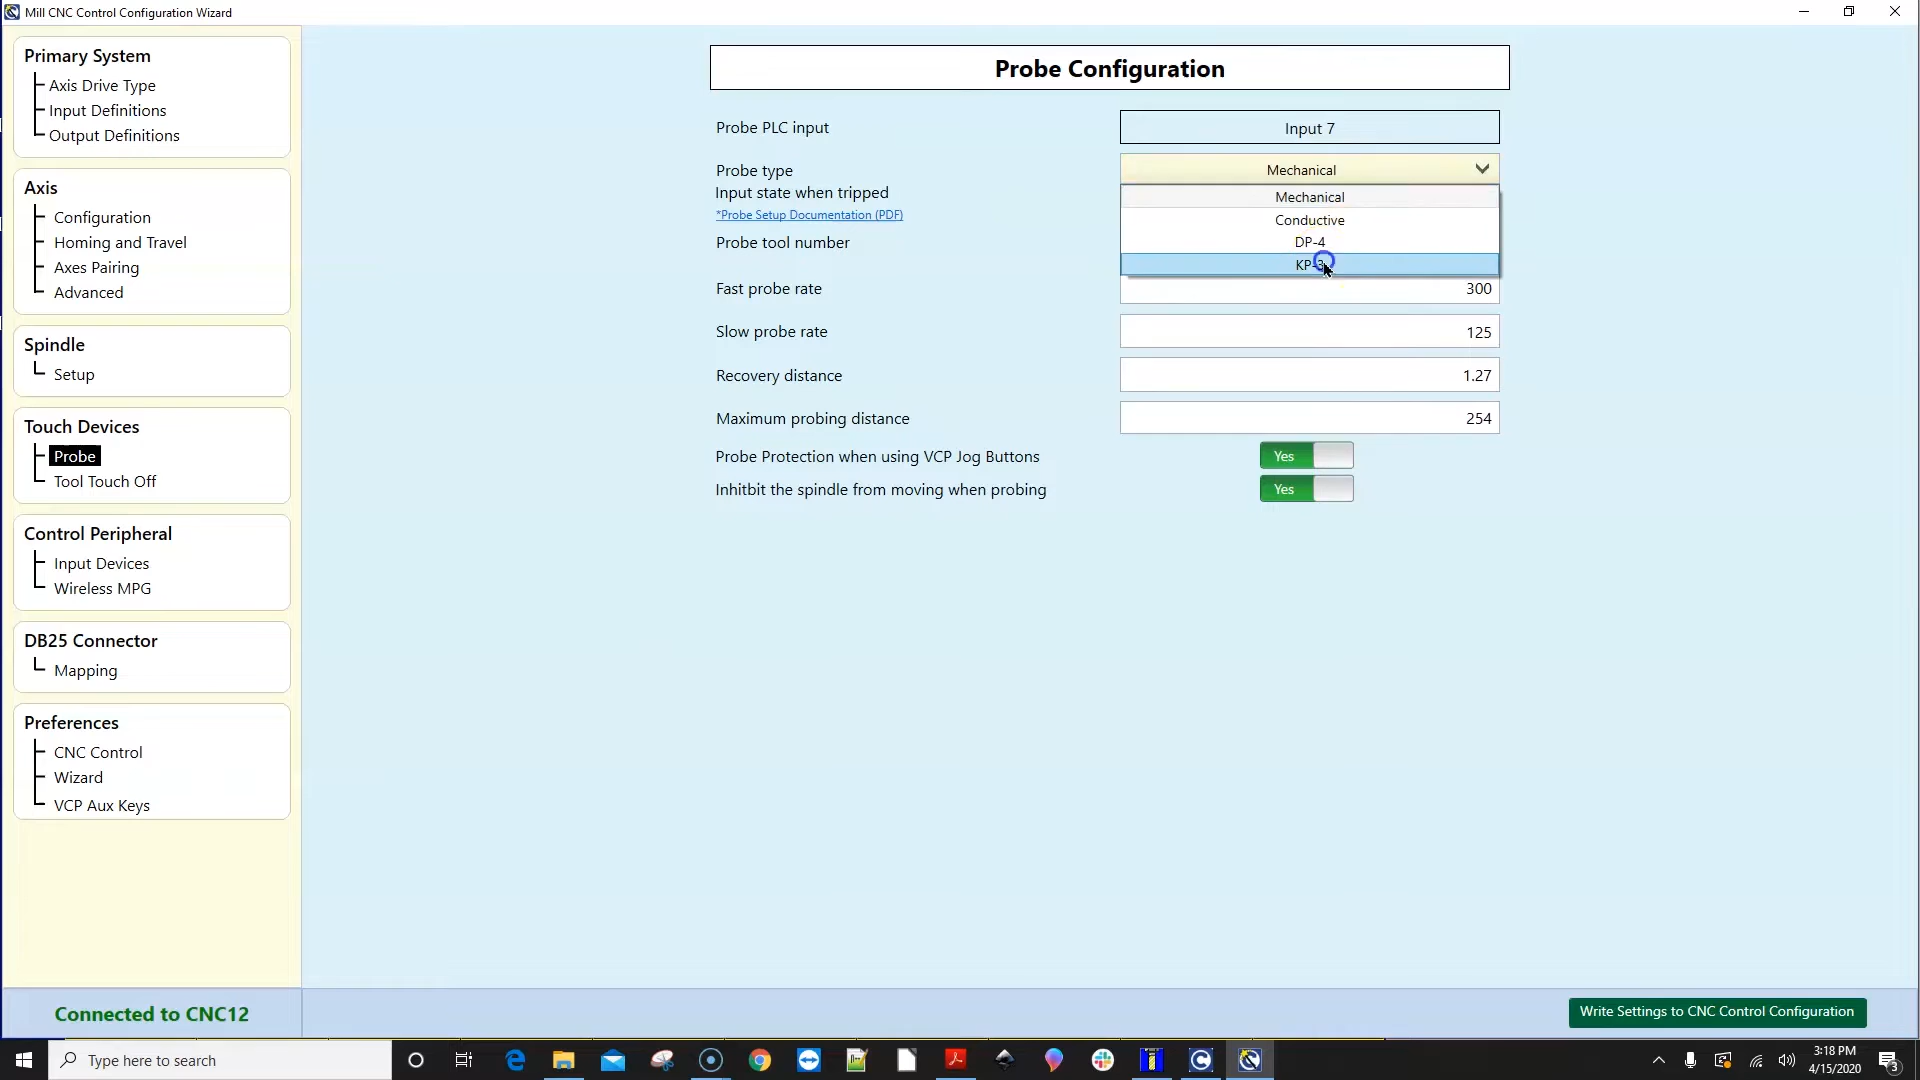 Mill CNC Control Configuration Wizard
Primary System
Axis Drive Type
Input Definitions
Output Definitions
Axis
Configuration
Homing and Travel
Axes Pairing
Advanced
Spindle
Setup
Touch Devices
Probe
Tool Touch Off
Control Peripheral
Input Devices
Wireless MPG
DB25 Connector
Mapping
Preferences
CNC Control
Wizard
VCP Aux Keys
Connected to CNC12
Probe Configuration
Probe PLC input
Input 7
Probe type
Mechanical
Input state when tripped
Mechanical
*Probe Setup Documentation (PDF)
Conductive
Probe tool number
DP-4
KP-3
Fast probe rate
300
Slow probe rate
125
Recovery distance
1.27
Maximum probing distance
254
Probe Protection when using VCP Jog Buttons
Yes
Inhitbit the spindle from moving when probing
Yes
Write Settings to CNC Control Configuration
Type here to search
3:18 PM
4/15/2020
3